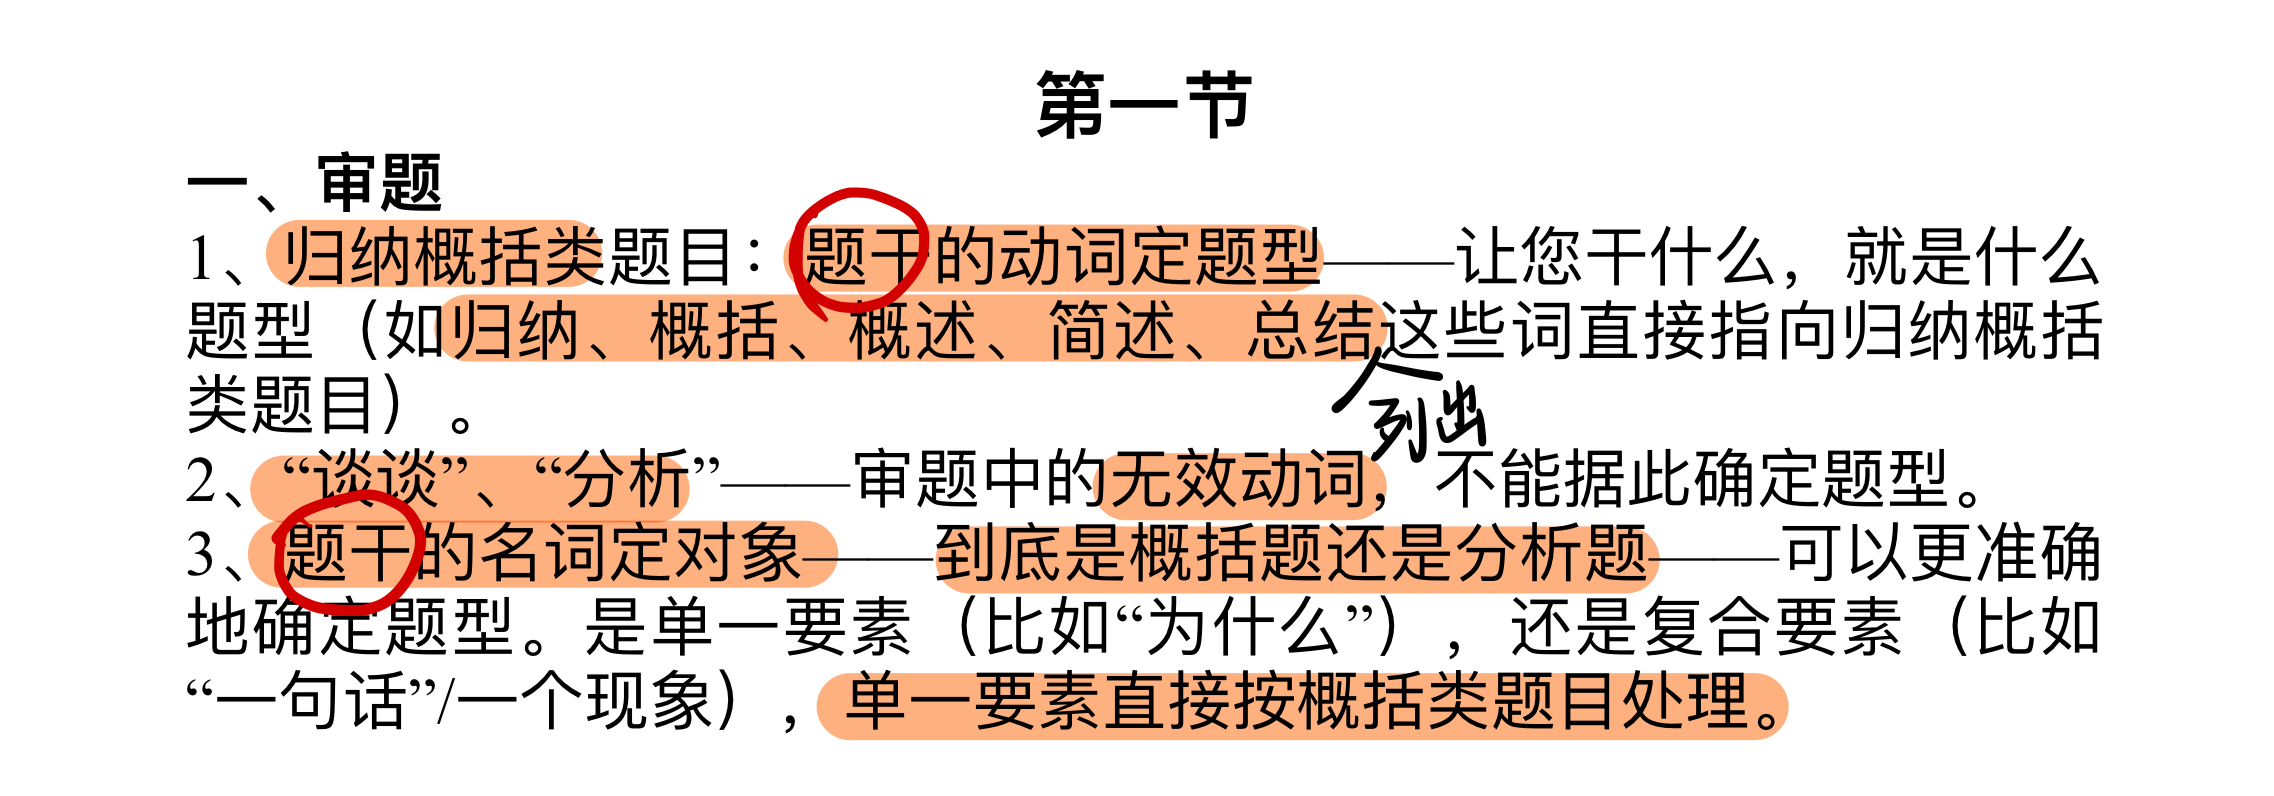 第一节
一、审题
1、归纳概括类题目：题干的动词定题型——让您干什么，就是什么
题型（如归纳、概括、概述、简述、总结这些词直接指向归纳概括
列出
类题目）。
2、“谈谈”、“分析”——审题中的无效动词，不能据此确定题型。
3、题干的名词定对象——到底是概括题还是分析题——可以更准确
地确定题型。是单一要素（比如“为什么”），还是复合要素（比如
“一句话”/一个现象），单一要素直接按概括类题目处理。